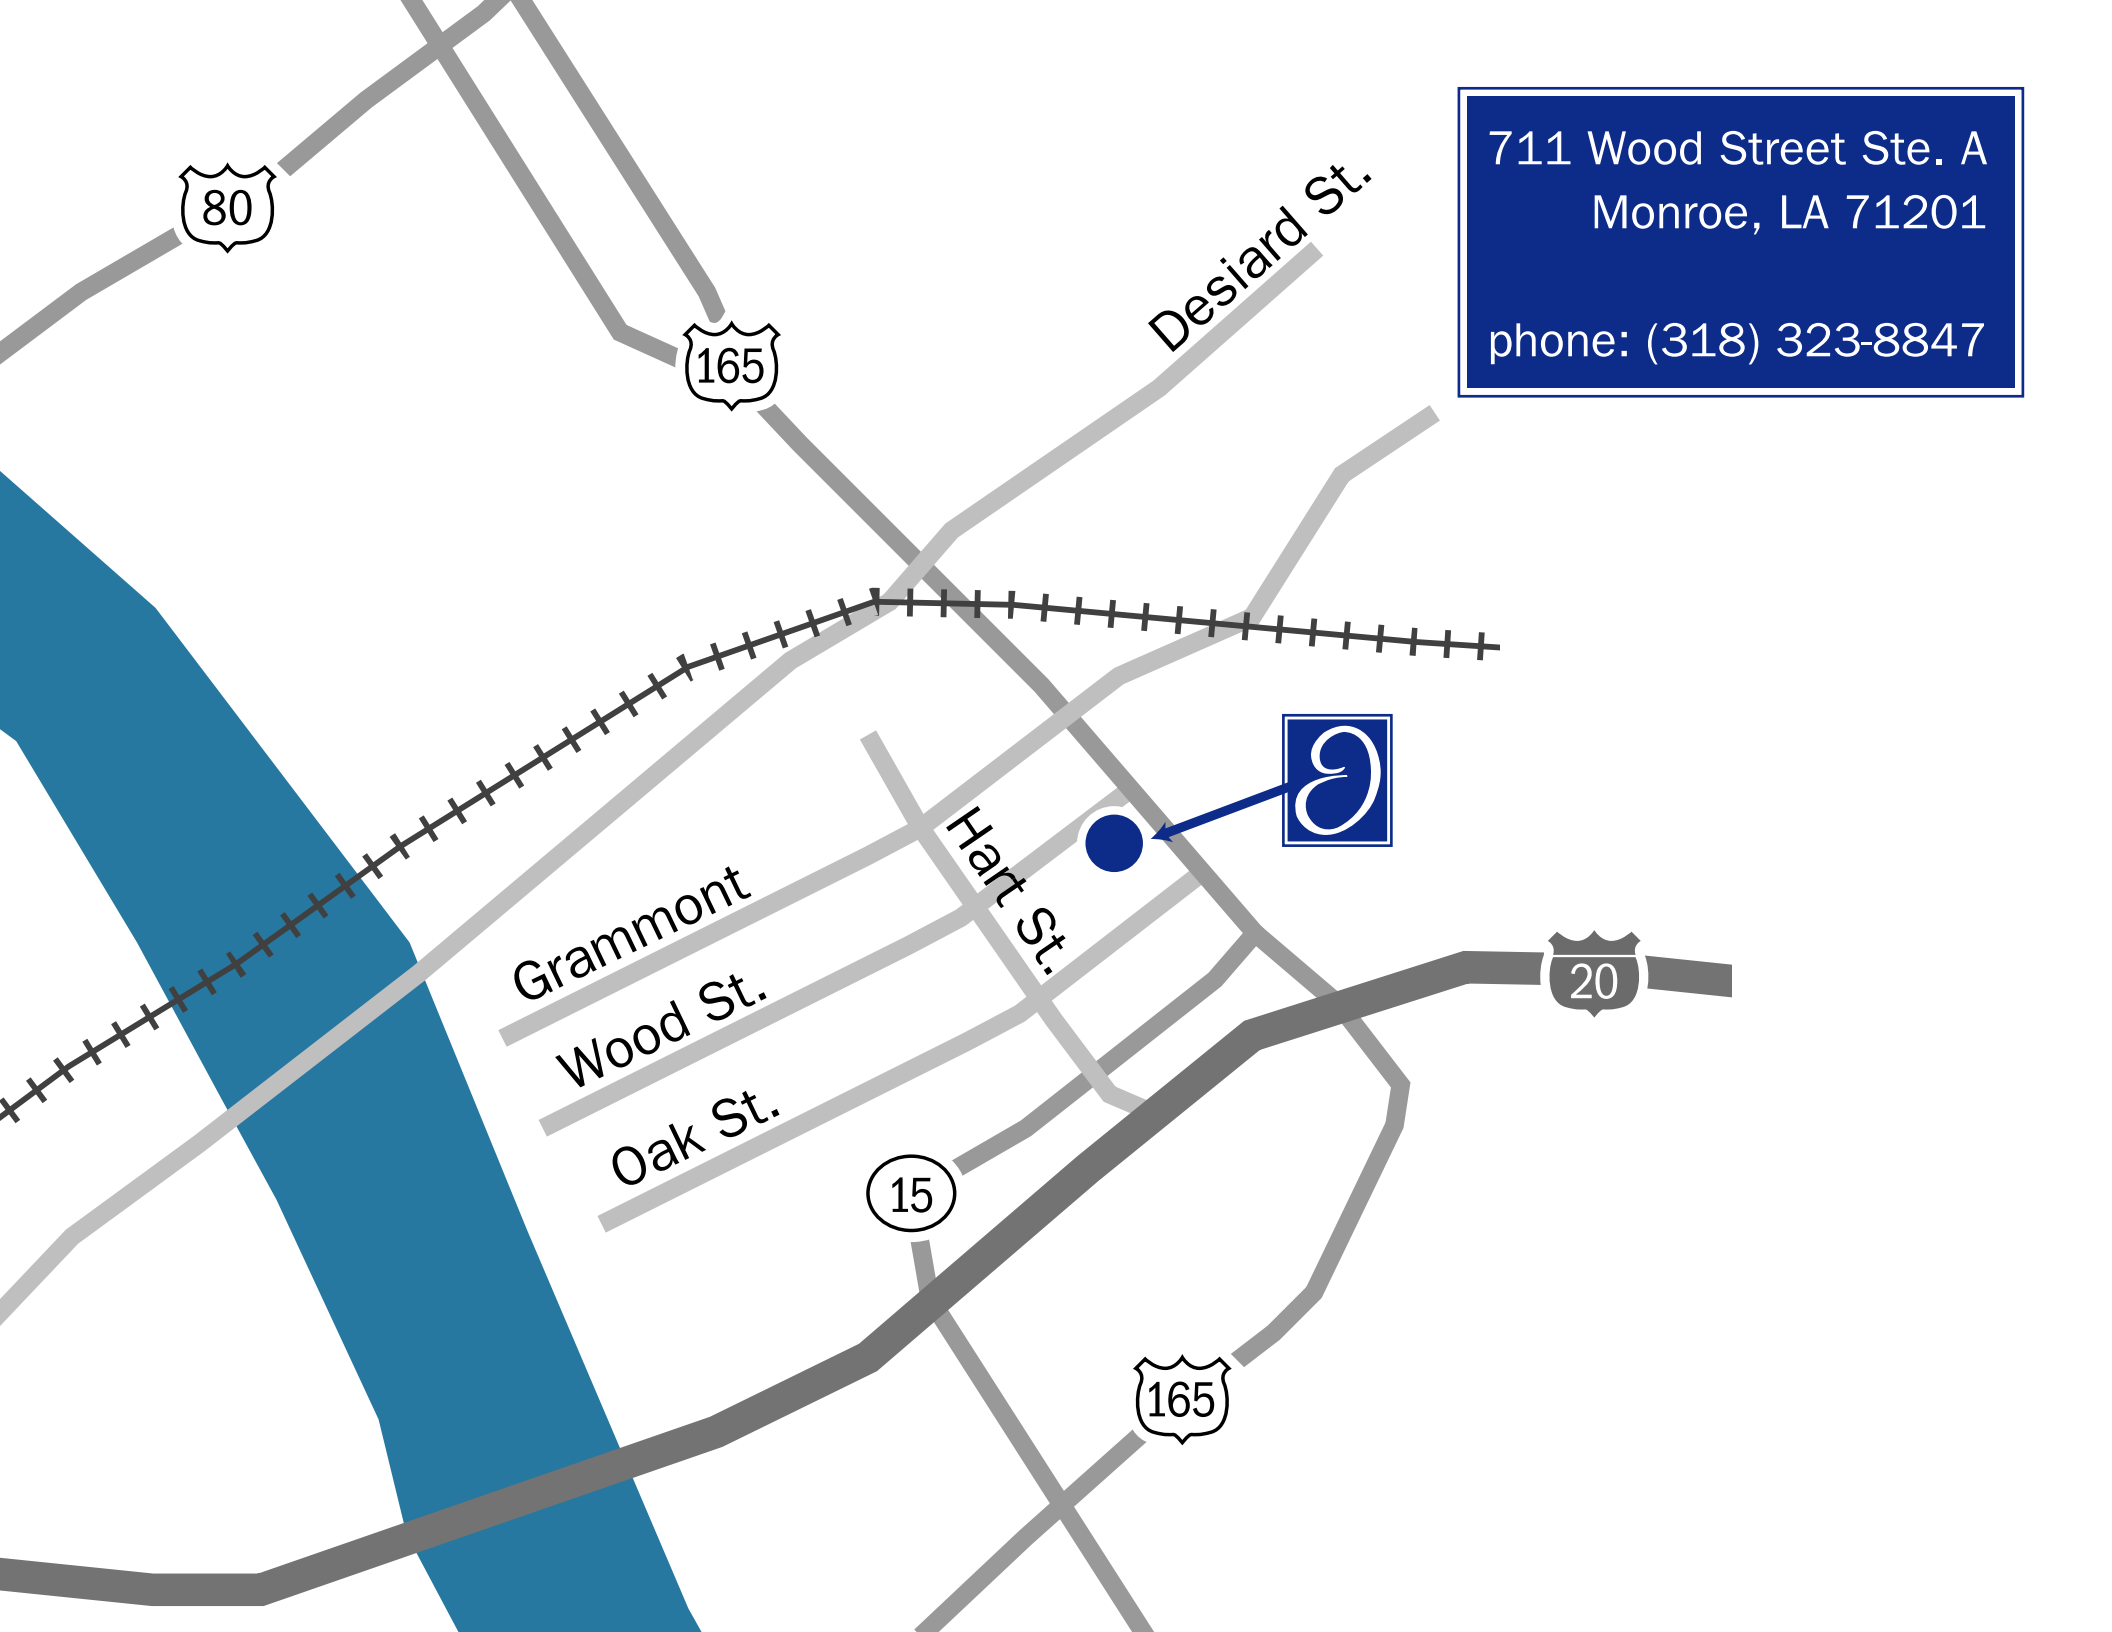 711 Wood Street Ste. A
Monroe, LA 71201
phone: (318) 323-8847
80
165
Desiard St.
Hart St.
Grammont
Wood St.
Oak St.
20
15
165